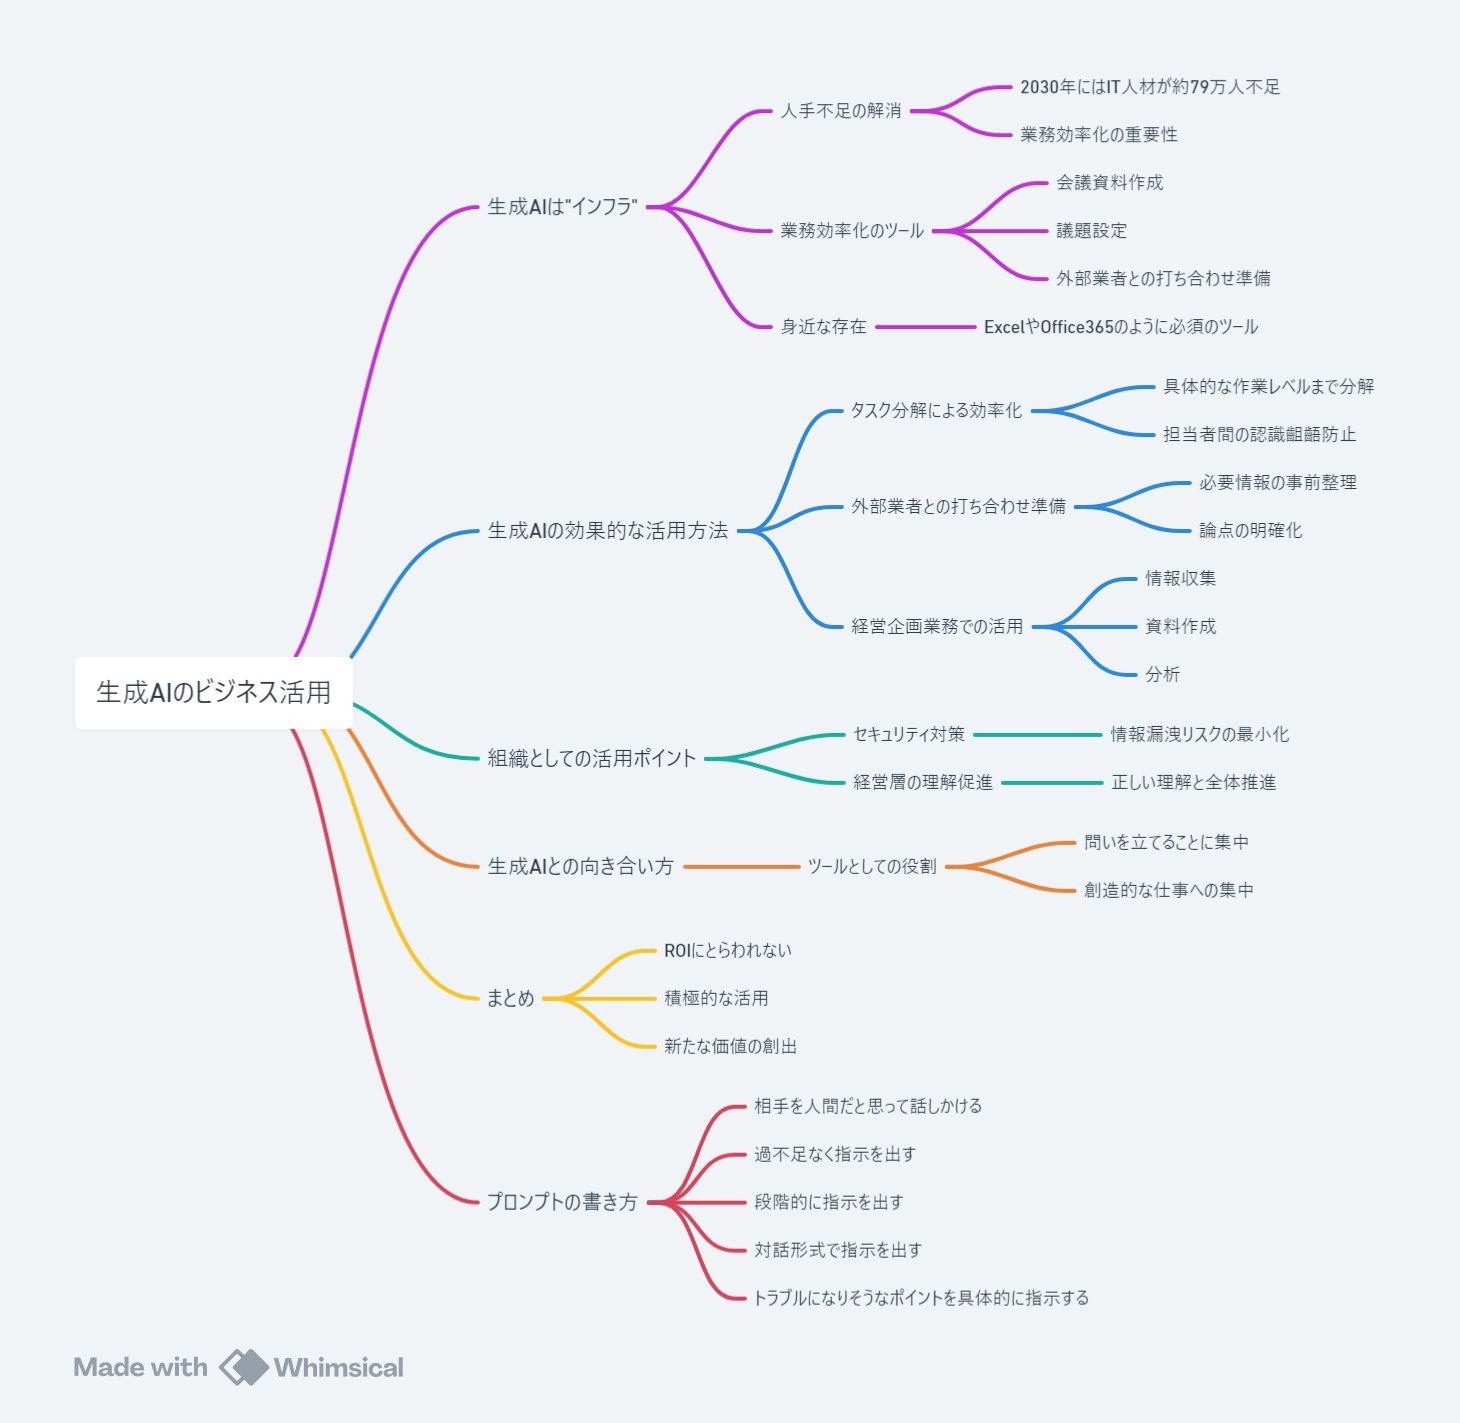 生成AIのビジネス活用
生成AIは"インフラ"
人手不足の解消
2030年にはIT人材が約79万人不足
業務効率化の重要性
業務効率化のツール
会議資料作成
議題設定
外部業者との打ち合わせ準備
身近な存在
ExcelやOffice365のように必須のツール
生成AIの効果的な活用方法
タスク分解による効率化
具体的な作業レベルまで分解
担当者間の認識齟齬防止
外部業者との打ち合わせ準備
必要情報の事前整理
論点の明確化
経営企画業務での活用
情報収集
資料作成
分析
組織としての活用ポイント
セキュリティ対策
情報漏洩リスクの最小化
経営層の理解促進
正しい理解と全体推進
生成AIとの向き合い方
ツールとしての役割
問いを立てることに集中
創造的な仕事への集中
まとめ
ROIにとらわれない
積極的な活用
新たな価値の創出
プロンプトの書き方
相手を人間だと思って話しかける
過不足なく指示を出す
段階的に指示を出す
対話形式で指示を出す
トラブルになりそうなポイントを具体的に指示する
Made with Whimsical